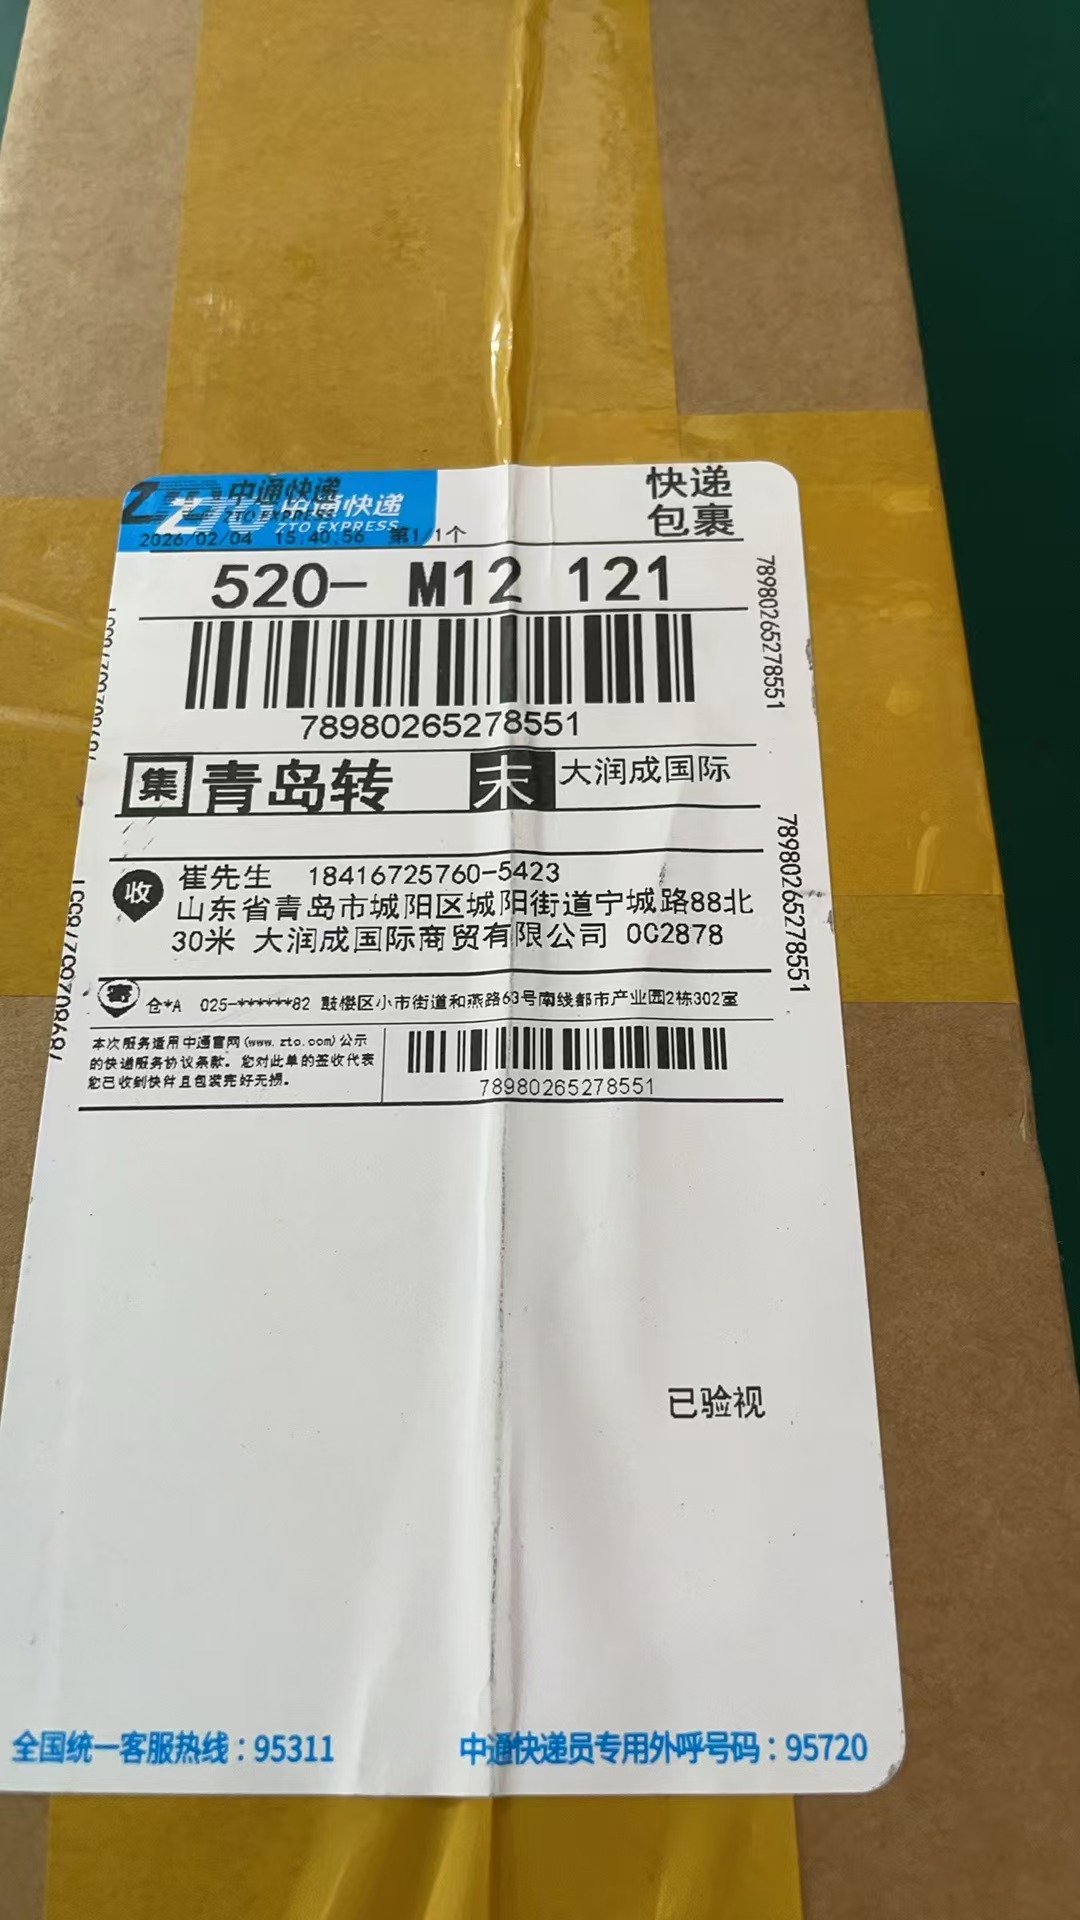 中通快递
ZTO EXPRESS
中通快递
ZTO EXPRESS
快递
包裹
2026/02/04 15:40:56 第1/1个
520- M12 121
78980265278551
78980265278551
集 青岛转 末 大润成国际
收 崔先生 18416725760-5423
山东省青岛市城阳区城阳街道宁城路88北
30米 大润成国际商贸有限公司 0C2878
78980265278551
寄 仓*A 025-******82 鼓楼区小市街道和燕路63号南线都市产业园2栋302室
本次服务适用中通官网(www.zto.com)公示
的快递服务协议条款。您对此单的签收代表
您已收到快件且包装完好无损。
78980265278551
已验视
全国统一客服热线：95311
中通快递员专用外呼号码：95720